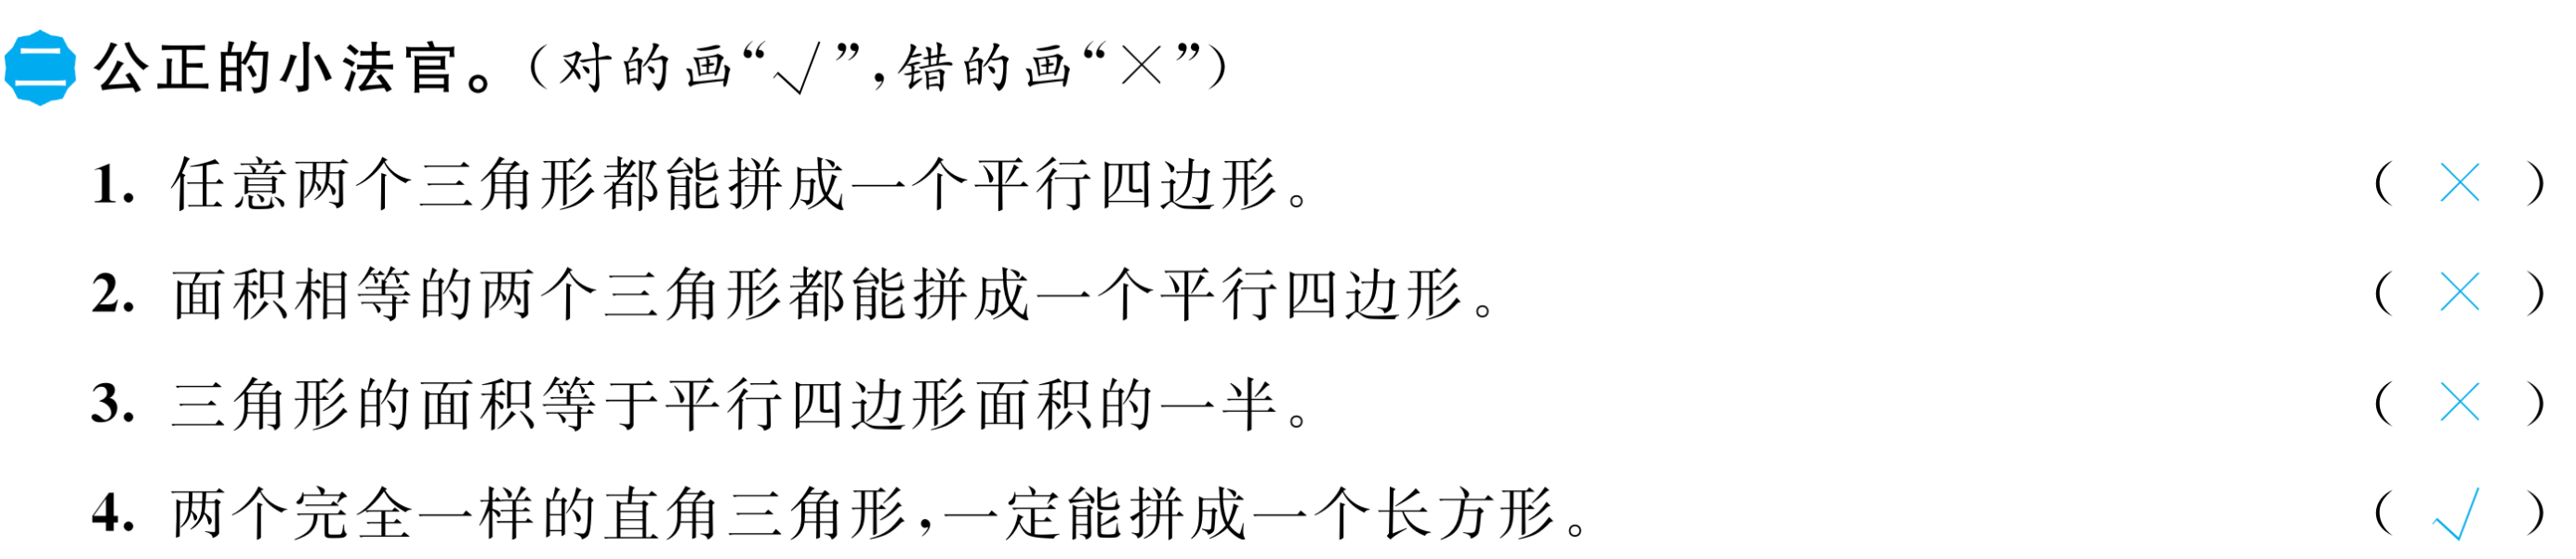 二 公正的小法官。(对的画“√”,错的画“×”)
1. 任意两个三角形都能拼成一个平行四边形。 ( × )
2. 面积相等的两个三角形都能拼成一个平行四边形。 ( × )
3. 三角形的面积等于平行四边形面积的一半。 ( × )
4. 两个完全一样的直角三角形,一定能拼成一个长方形。 ( √ )